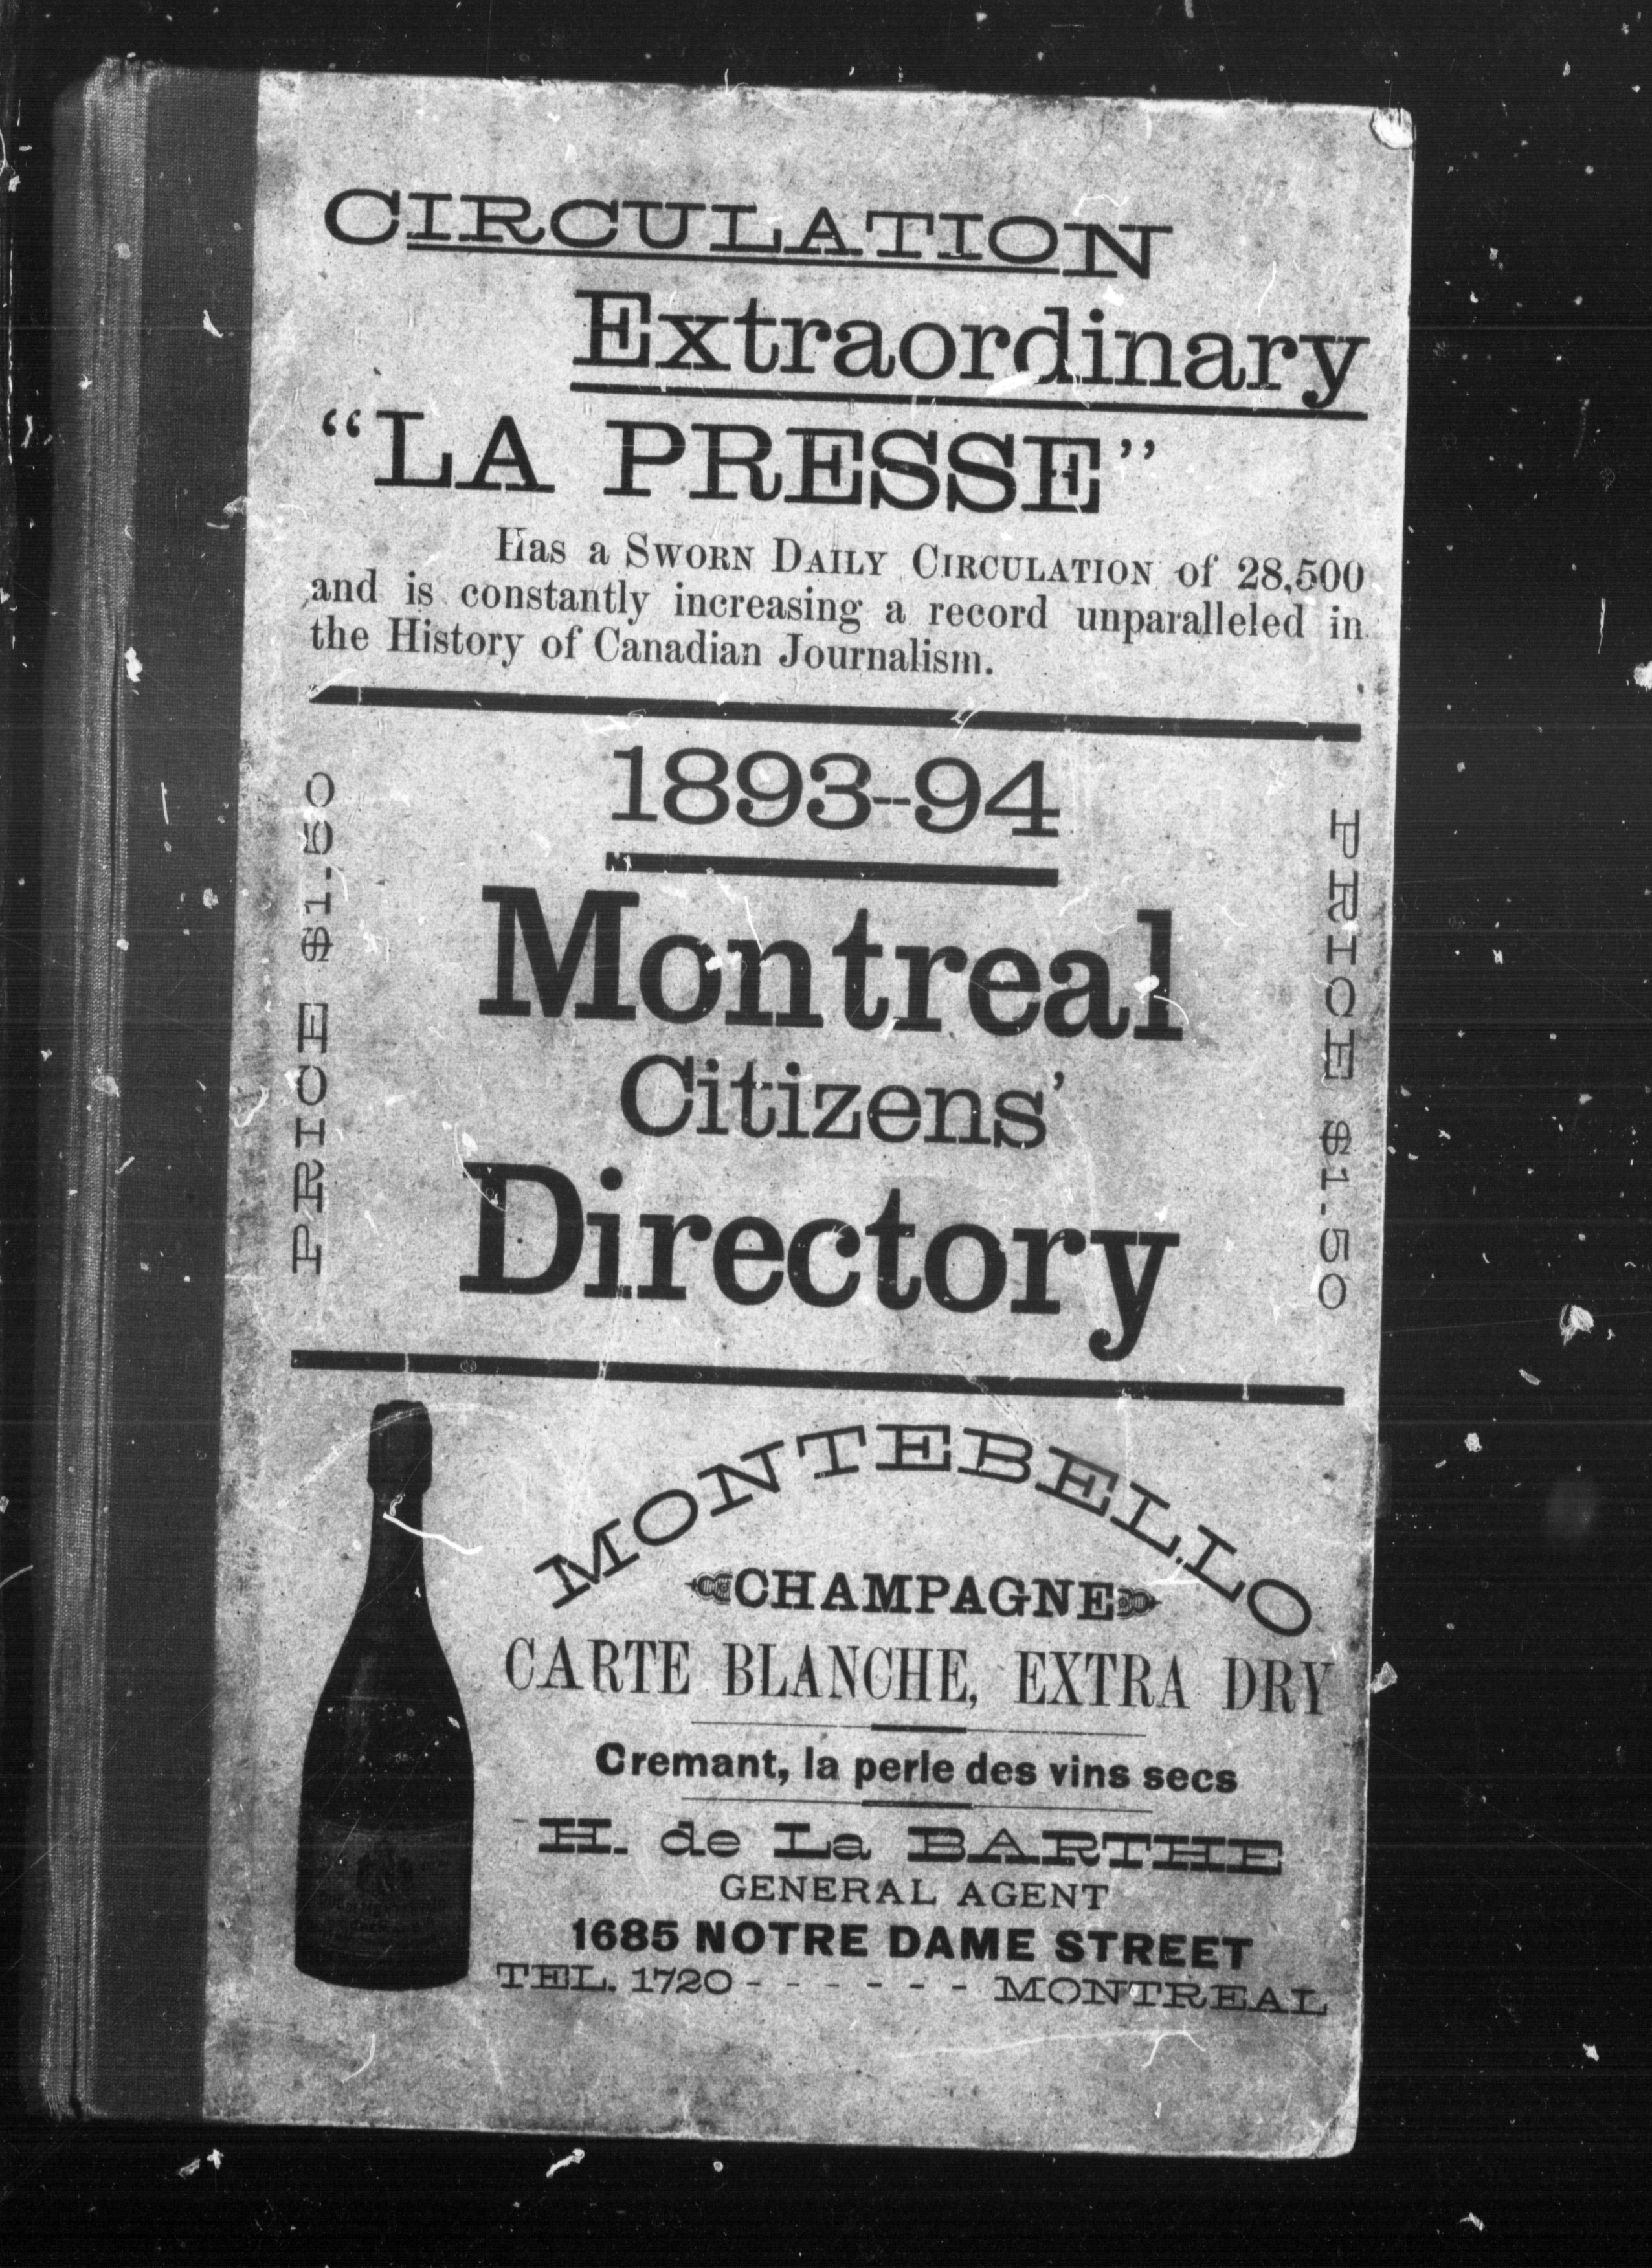 CIRCULATION
Extraordinary
“LA PRESSE”
Has a SWORN DAILY CIRCULATION of 28,500
and is constantly increasing a record unparalleled in
the History of Canadian Journalism.
1893--94
PRICE $1.50
Montreal
Citizens’
Directory
PRICE $1.50
MONTEBELLO
CHAMPAGNE
CARTE BLANCHE, EXTRA DRY
Cremant, la perle des vins secs
H. de La BARTHE
GENERAL AGENT
1685 NOTRE DAME STREET
TEL. 1720 - - - - - - MONTREAL